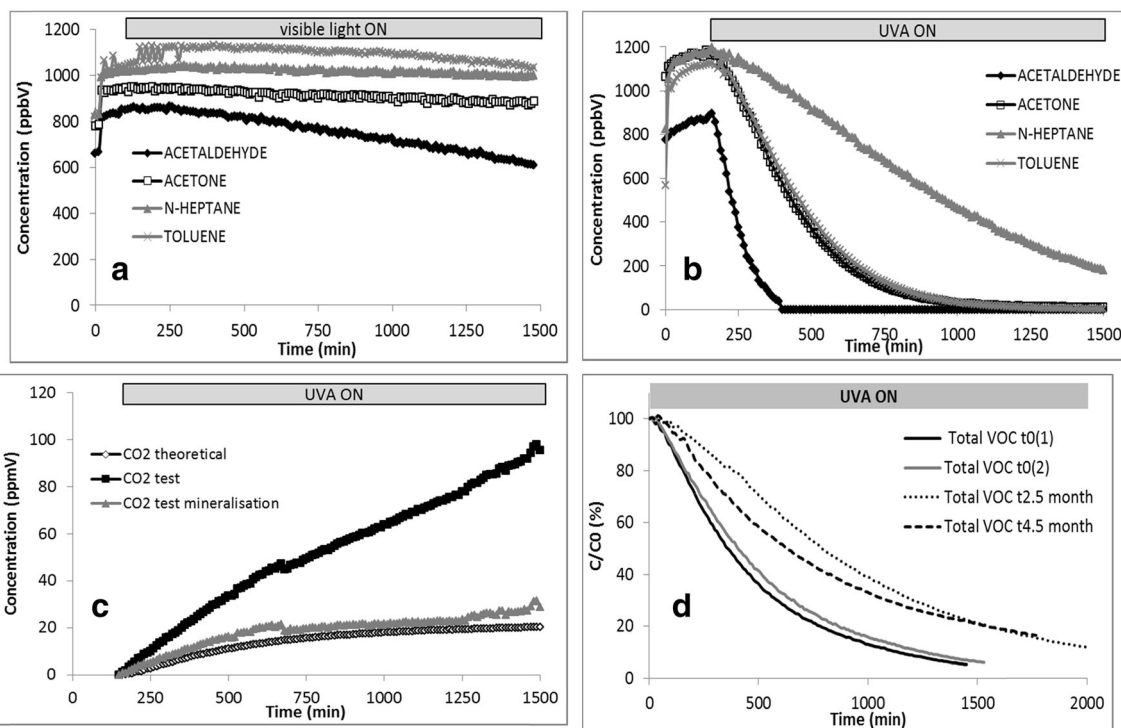 visible light ON
1200
1000
800
600
400
200
0
Concentration (ppbV)
ACETALDEHYDE
ACETONE
N-HEPTANE
TOLUENE
a
0 250 500 750 1000 1250 1500
Time (min)
UVA ON
1200
1000
800
600
400
200
0
Concentration (ppbV)
ACETALDEHYDE
ACETONE
N-HEPTANE
TOLUENE
b
0 250 500 750 1000 1250 1500
Time (min)
UVA ON
120
100
80
60
40
20
0
Concentration (ppmV)
CO2 theoretical
CO2 test
CO2 test mineralisation
c
0 250 500 750 1000 1250 1500
Time (min)
UVA ON
100
80
60
40
20
0
C/C0 (%)
Total VOC t0(1)
Total VOC t0(2)
Total VOC t2.5 month
Total VOC t4.5 month
d
0 500 1000 1500 2000
Time (min)